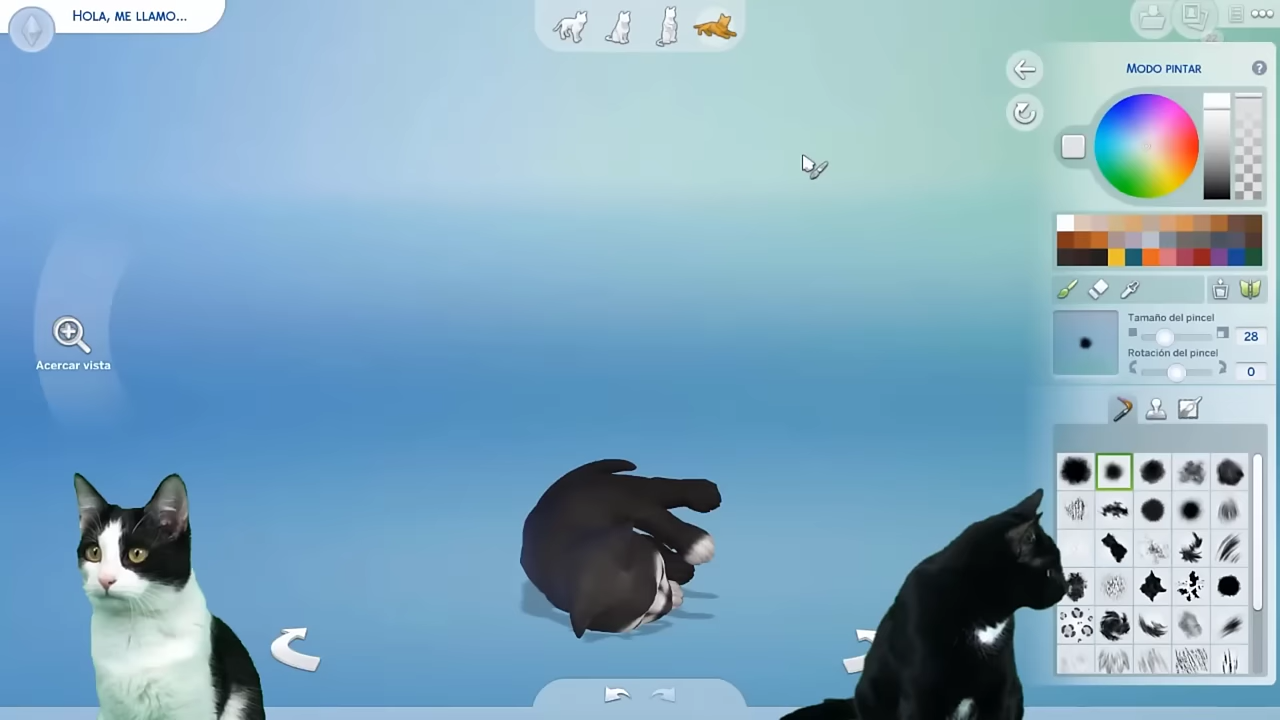 HOLA, ME LLAMO...
MODO PINTAR
?
Tamaño del pincel
28
Rotación del pincel
0
Acercar vista